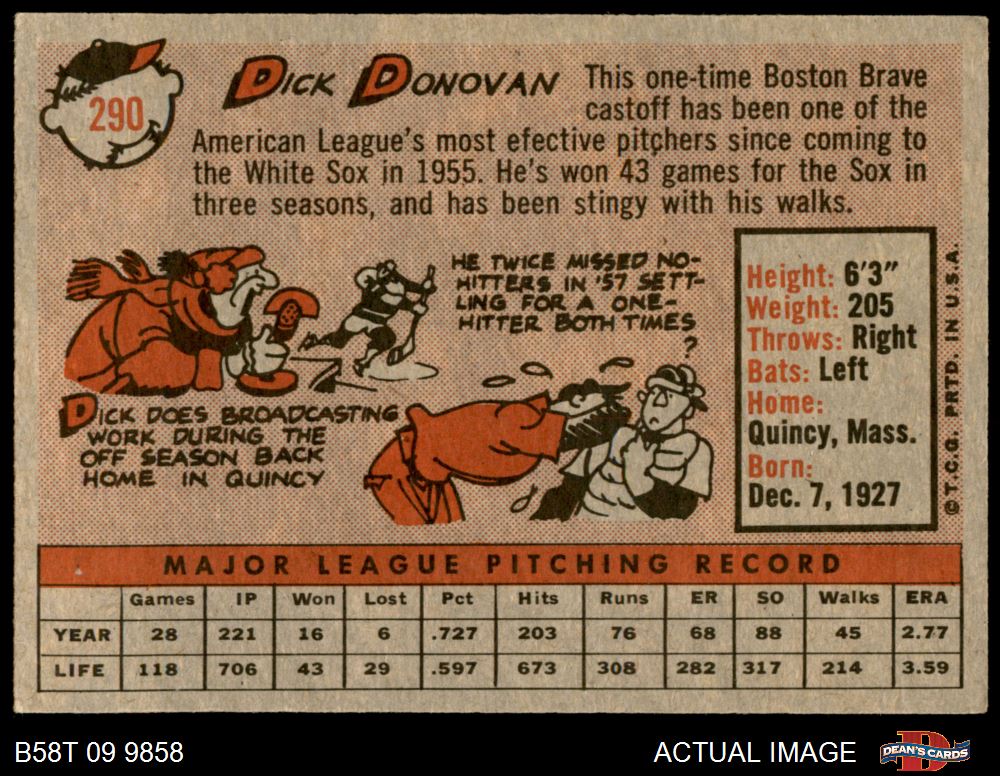 290
DICK DONOVAN
This one-time Boston Brave
castoff has been one of the
American League's most efective pitchers since coming to
the White Sox in 1955. He's won 43 games for the Sox in
three seasons, and has been stingy with his walks.
HE TWICE MISSED NO-
HITTERS IN '57 SETT-
LING FOR A ONE-
HITTER BOTH TIMES
?
DICK DOES BROADCASTING
WORK DURING THE
OFF SEASON BACK
HOME IN QUINCY
Height: 6'3"
Weight: 205
Throws: Right
Bats: Left
Home:
Quincy, Mass.
Born:
Dec. 7, 1927
© T.C.G. PRTD. IN U.S.A.
MAJOR LEAGUE PITCHING RECORD
Games IP Won Lost Pct Hits Runs ER SO Walks ERA
YEAR 28 221 16 6 .727 203 76 68 88 45 2.77
LIFE 118 706 43 29 .597 673 308 282 317 214 3.59
B58T 09 9858
ACTUAL IMAGE
DEAN'S CARDS